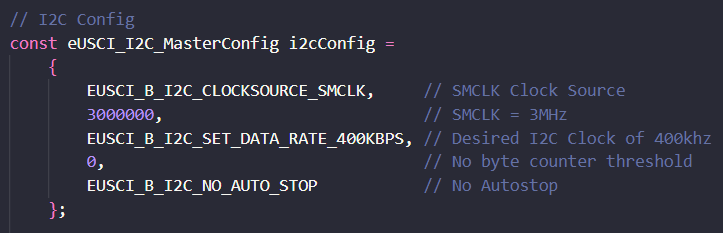 // I2C Config
const eUSCI_I2C_MasterConfig i2cConfig =
    {
        EUSCI_B_I2C_CLOCKSOURCE_SMCLK,     // SMCLK Clock Source
        3000000,                           // SMCLK = 3MHz
        EUSCI_B_I2C_SET_DATA_RATE_400KBPS, // Desired I2C Clock of 400khz
        0,                                 // No byte counter threshold
        EUSCI_B_I2C_NO_AUTO_STOP           // No Autostop
    };